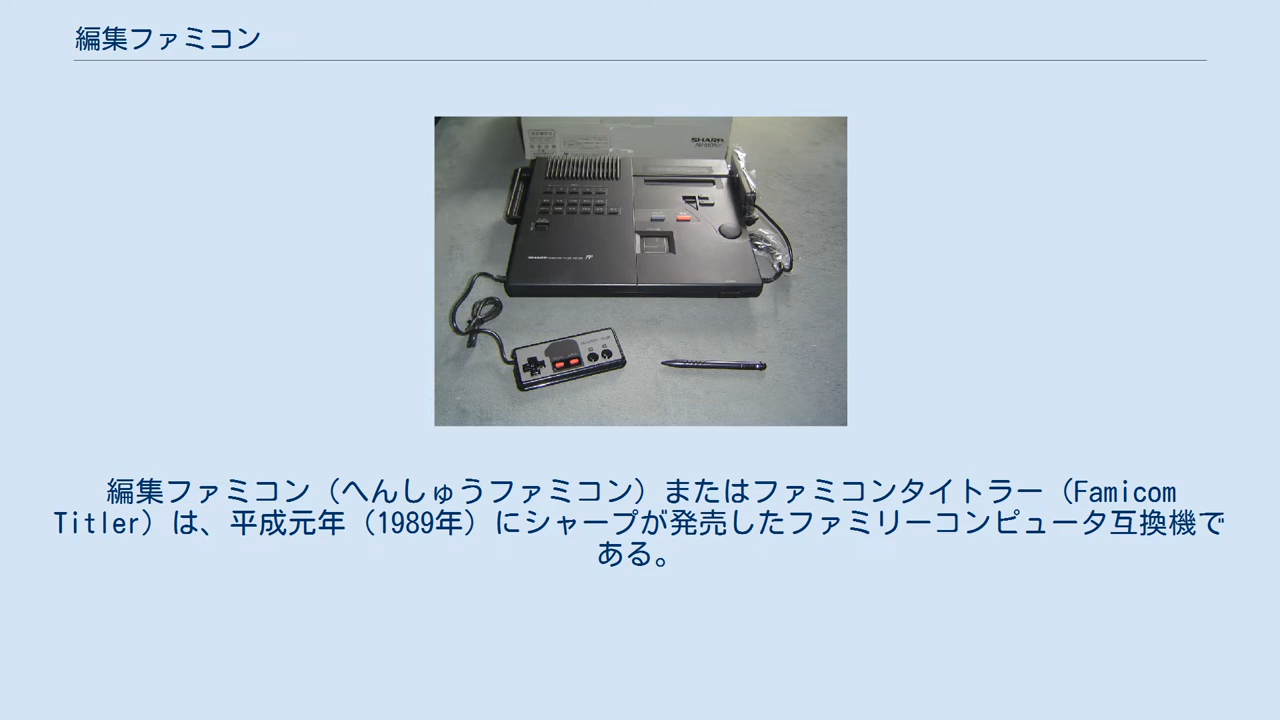 編集ファミコン
SHARP
SHARP
編集ファミコン（へんしゅうファミコン）またはファミコンタイトラー（Famicom
Titler）は、平成元年（1989年）にシャープが発売したファミリーコンピュータ互換機で
ある。